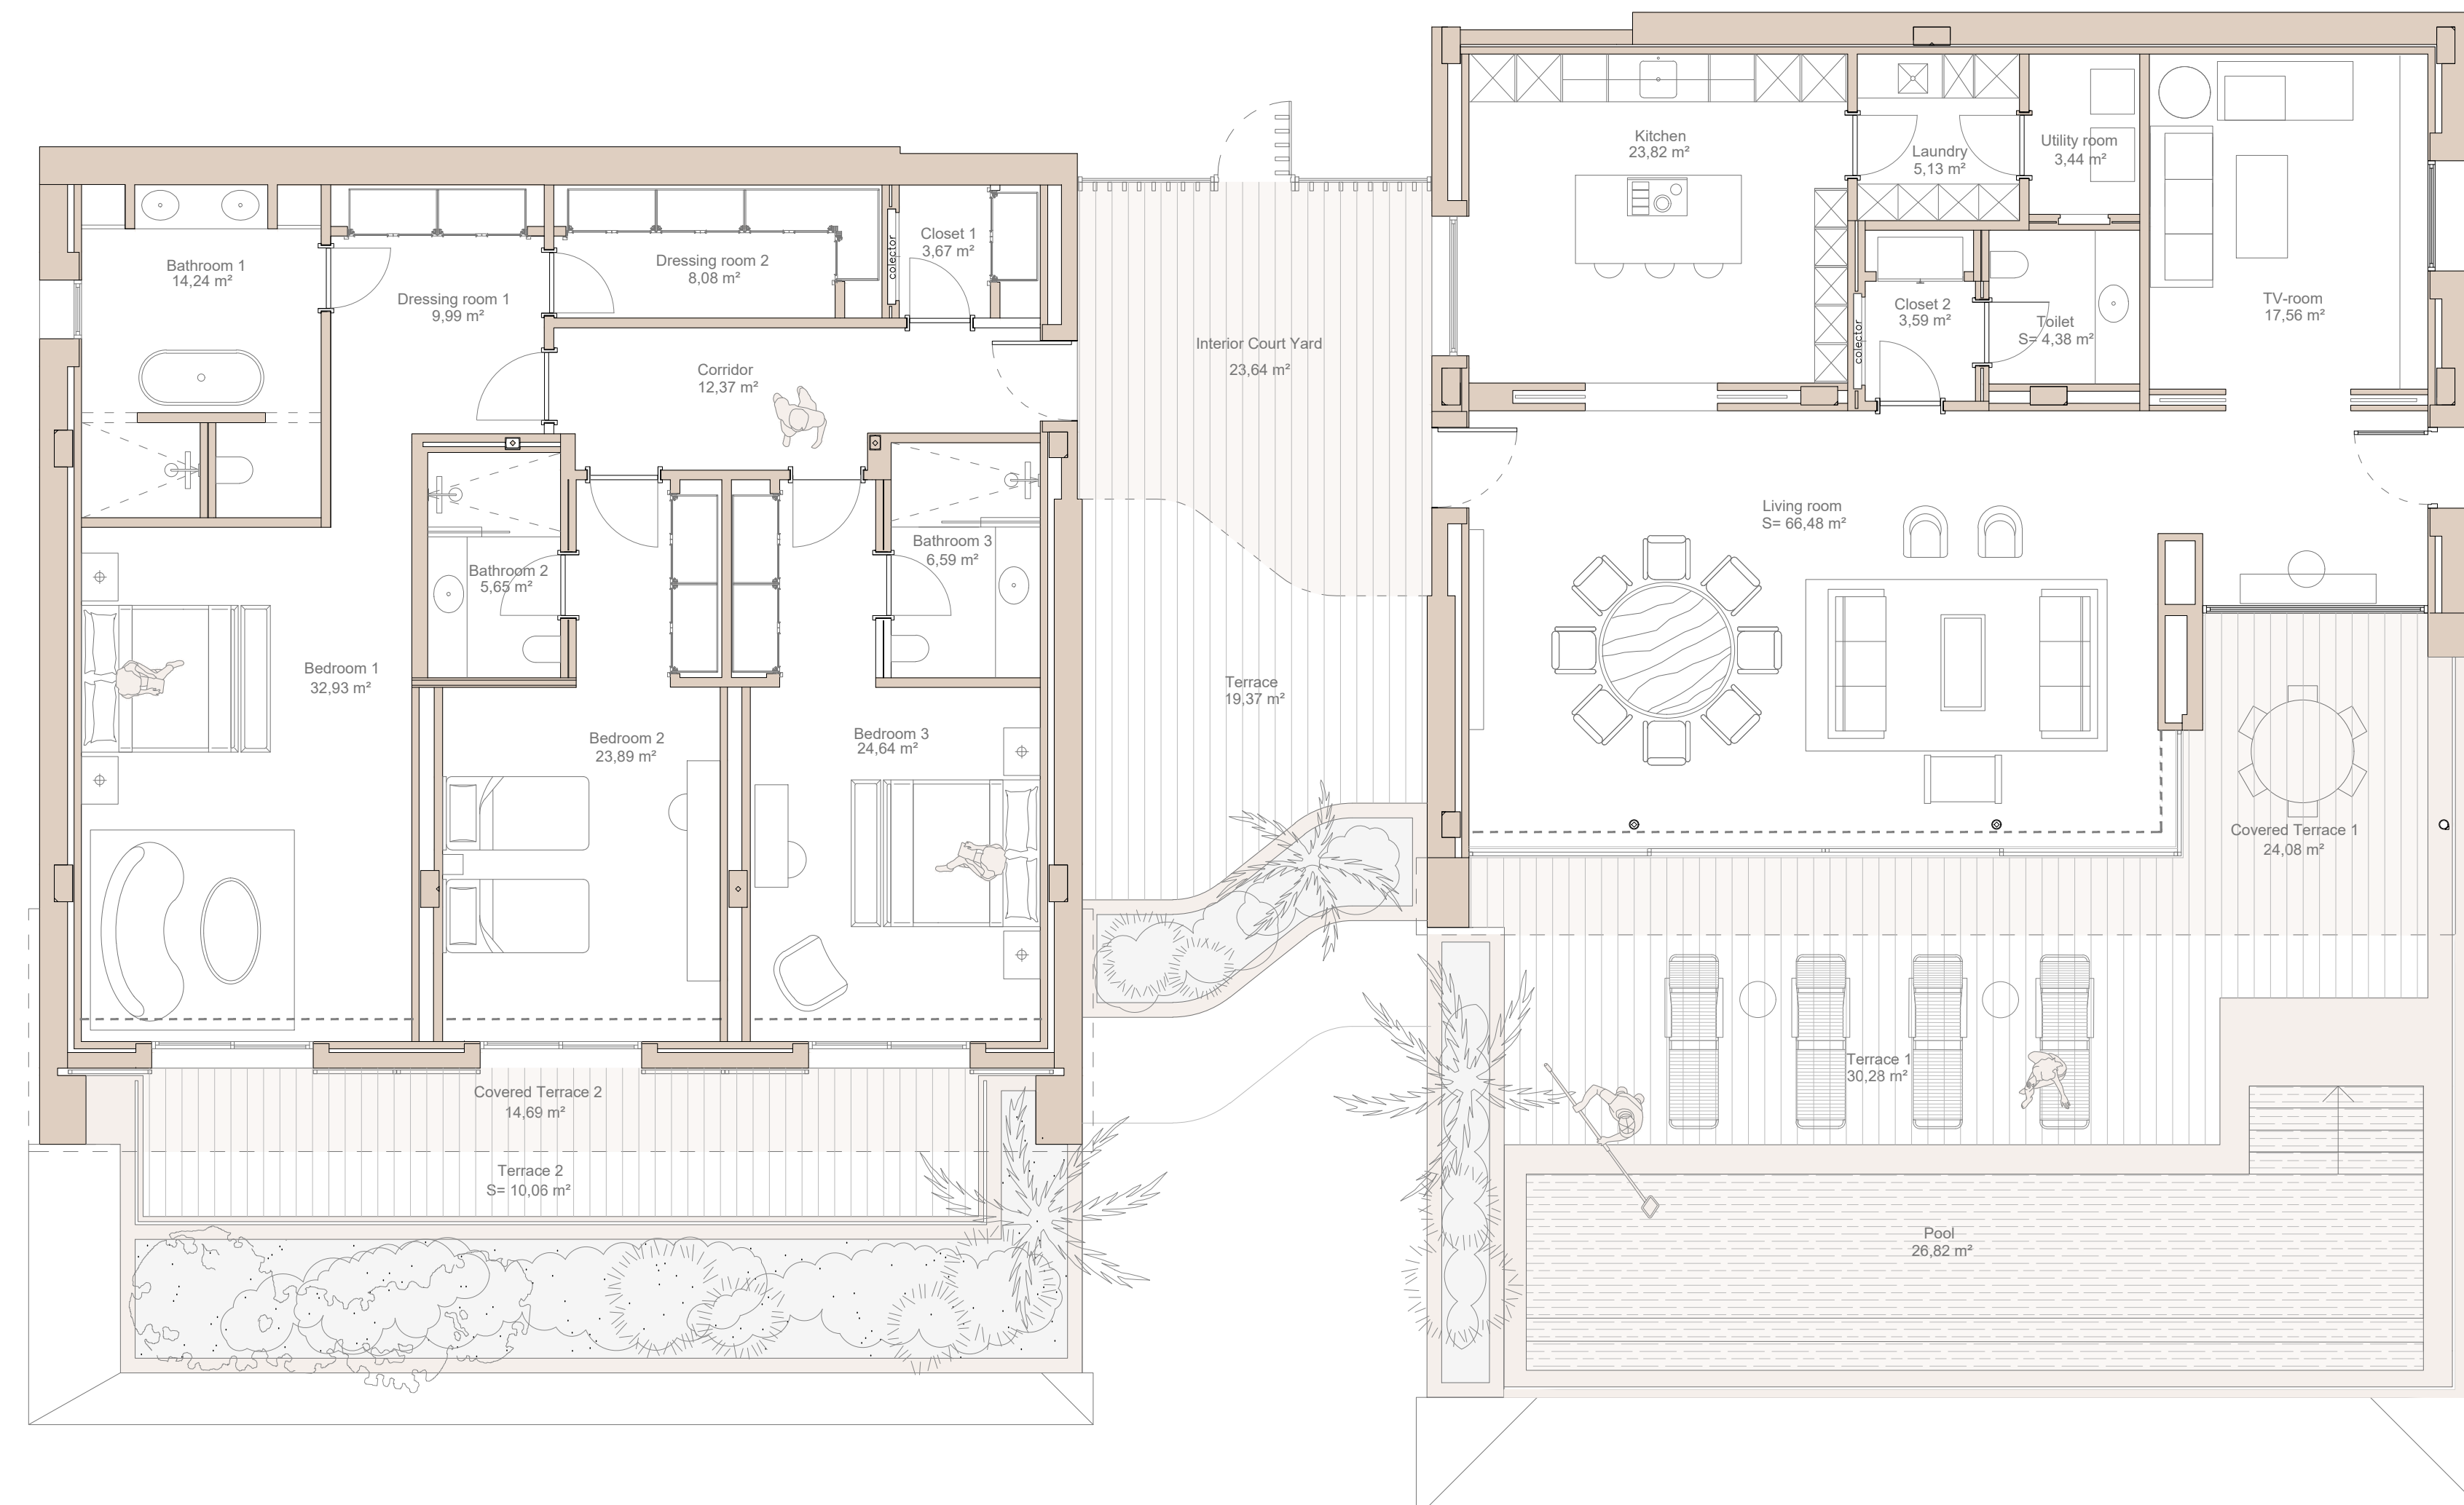 Bathroom 1
14,24 m²
Dressing room 1
9,99 m²
Dressing room 2
8,08 m²
colector
Closet 1
3,67 m²
Corridor
12,37 m²
Interior Court Yard
23,64 m²
Kitchen
23,82 m²
Laundry
5,13 m²
Utility room
3,44 m²
colector
Closet 2
3,59 m²
Toilet
S= 4,38 m²
TV-room
17,56 m²
Bathroom 2
5,65 m²
Bathroom 3
6,59 m²
Bedroom 1
32,93 m²
Bedroom 2
23,89 m²
Bedroom 3
24,64 m²
Terrace
19,37 m²
Living room
S= 66,48 m²
Covered Terrace 1
24,08 m²
Terrace 1
30,28 m²
Covered Terrace 2
14,69 m²
Terrace 2
S= 10,06 m²
Pool
26,82 m²